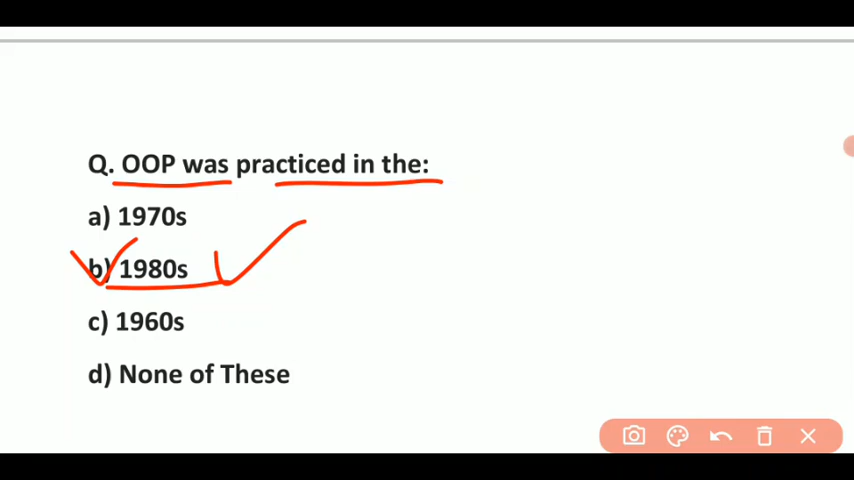 Q. OOP was practiced in the:
a) 1970s
b) 1980s
c) 1960s
d) None of These